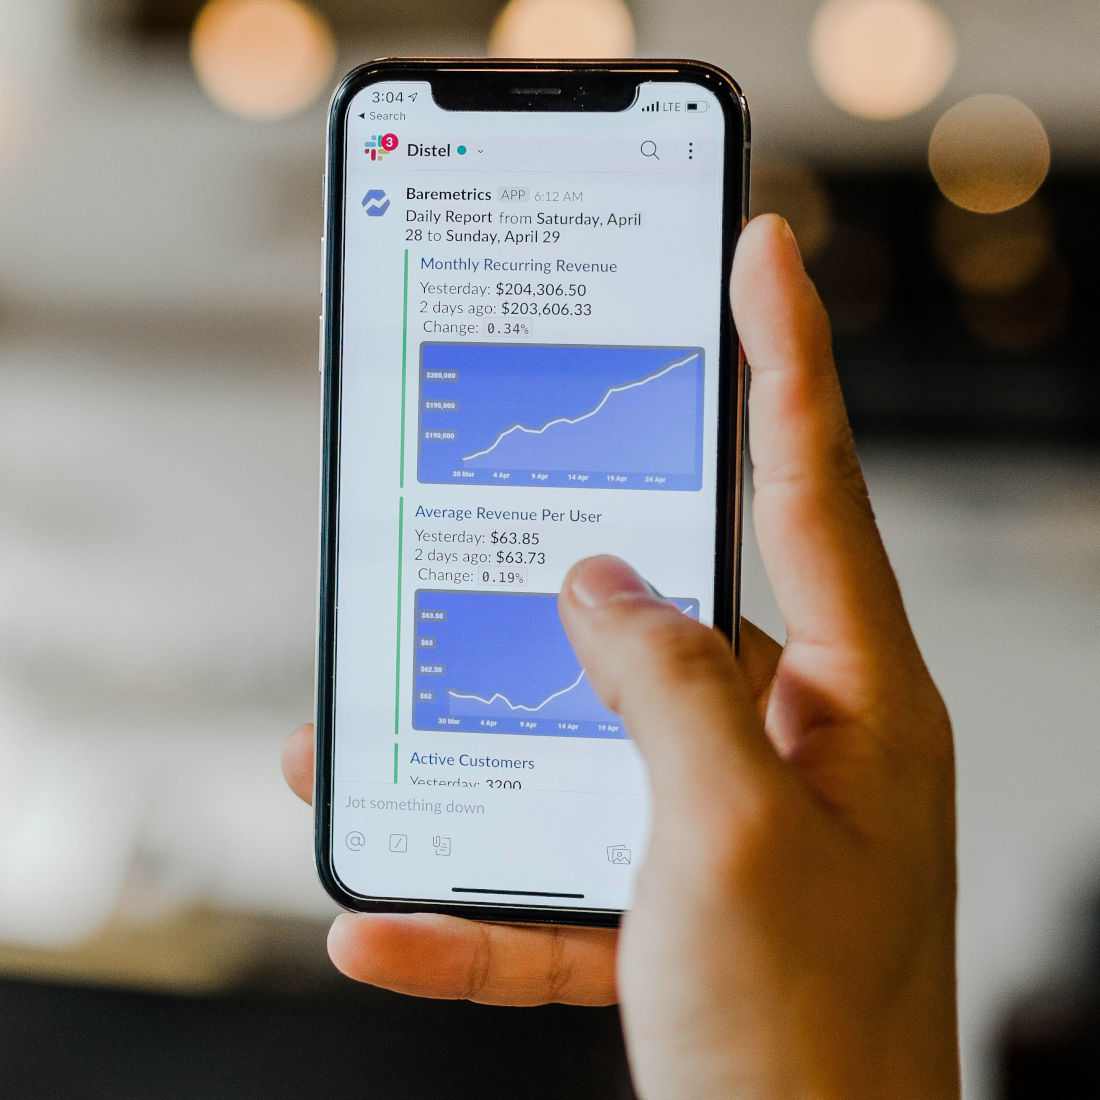 3:04
LTE
Search
3
Distel
Baremetrics APP 6:12 AM
Daily Report from Saturday, April
28 to Sunday, April 29
Monthly Recurring Revenue
Yesterday: $204,306.50
2 days ago: $203,606.33
Change: 0.34%
$200,000
$195,000
$190,000
30 Mar 4 Apr 9 Apr 14 Apr 19 Apr 24 Apr
Average Revenue Per User
Yesterday: $63.85
2 days ago: $63.73
Change: 0.19%
$63.50
$63
$62.50
$62
30 Mar 4 Apr 9 Apr 14 Apr 19 Apr
Active Customers
Yesterday: 3200
Jot something down